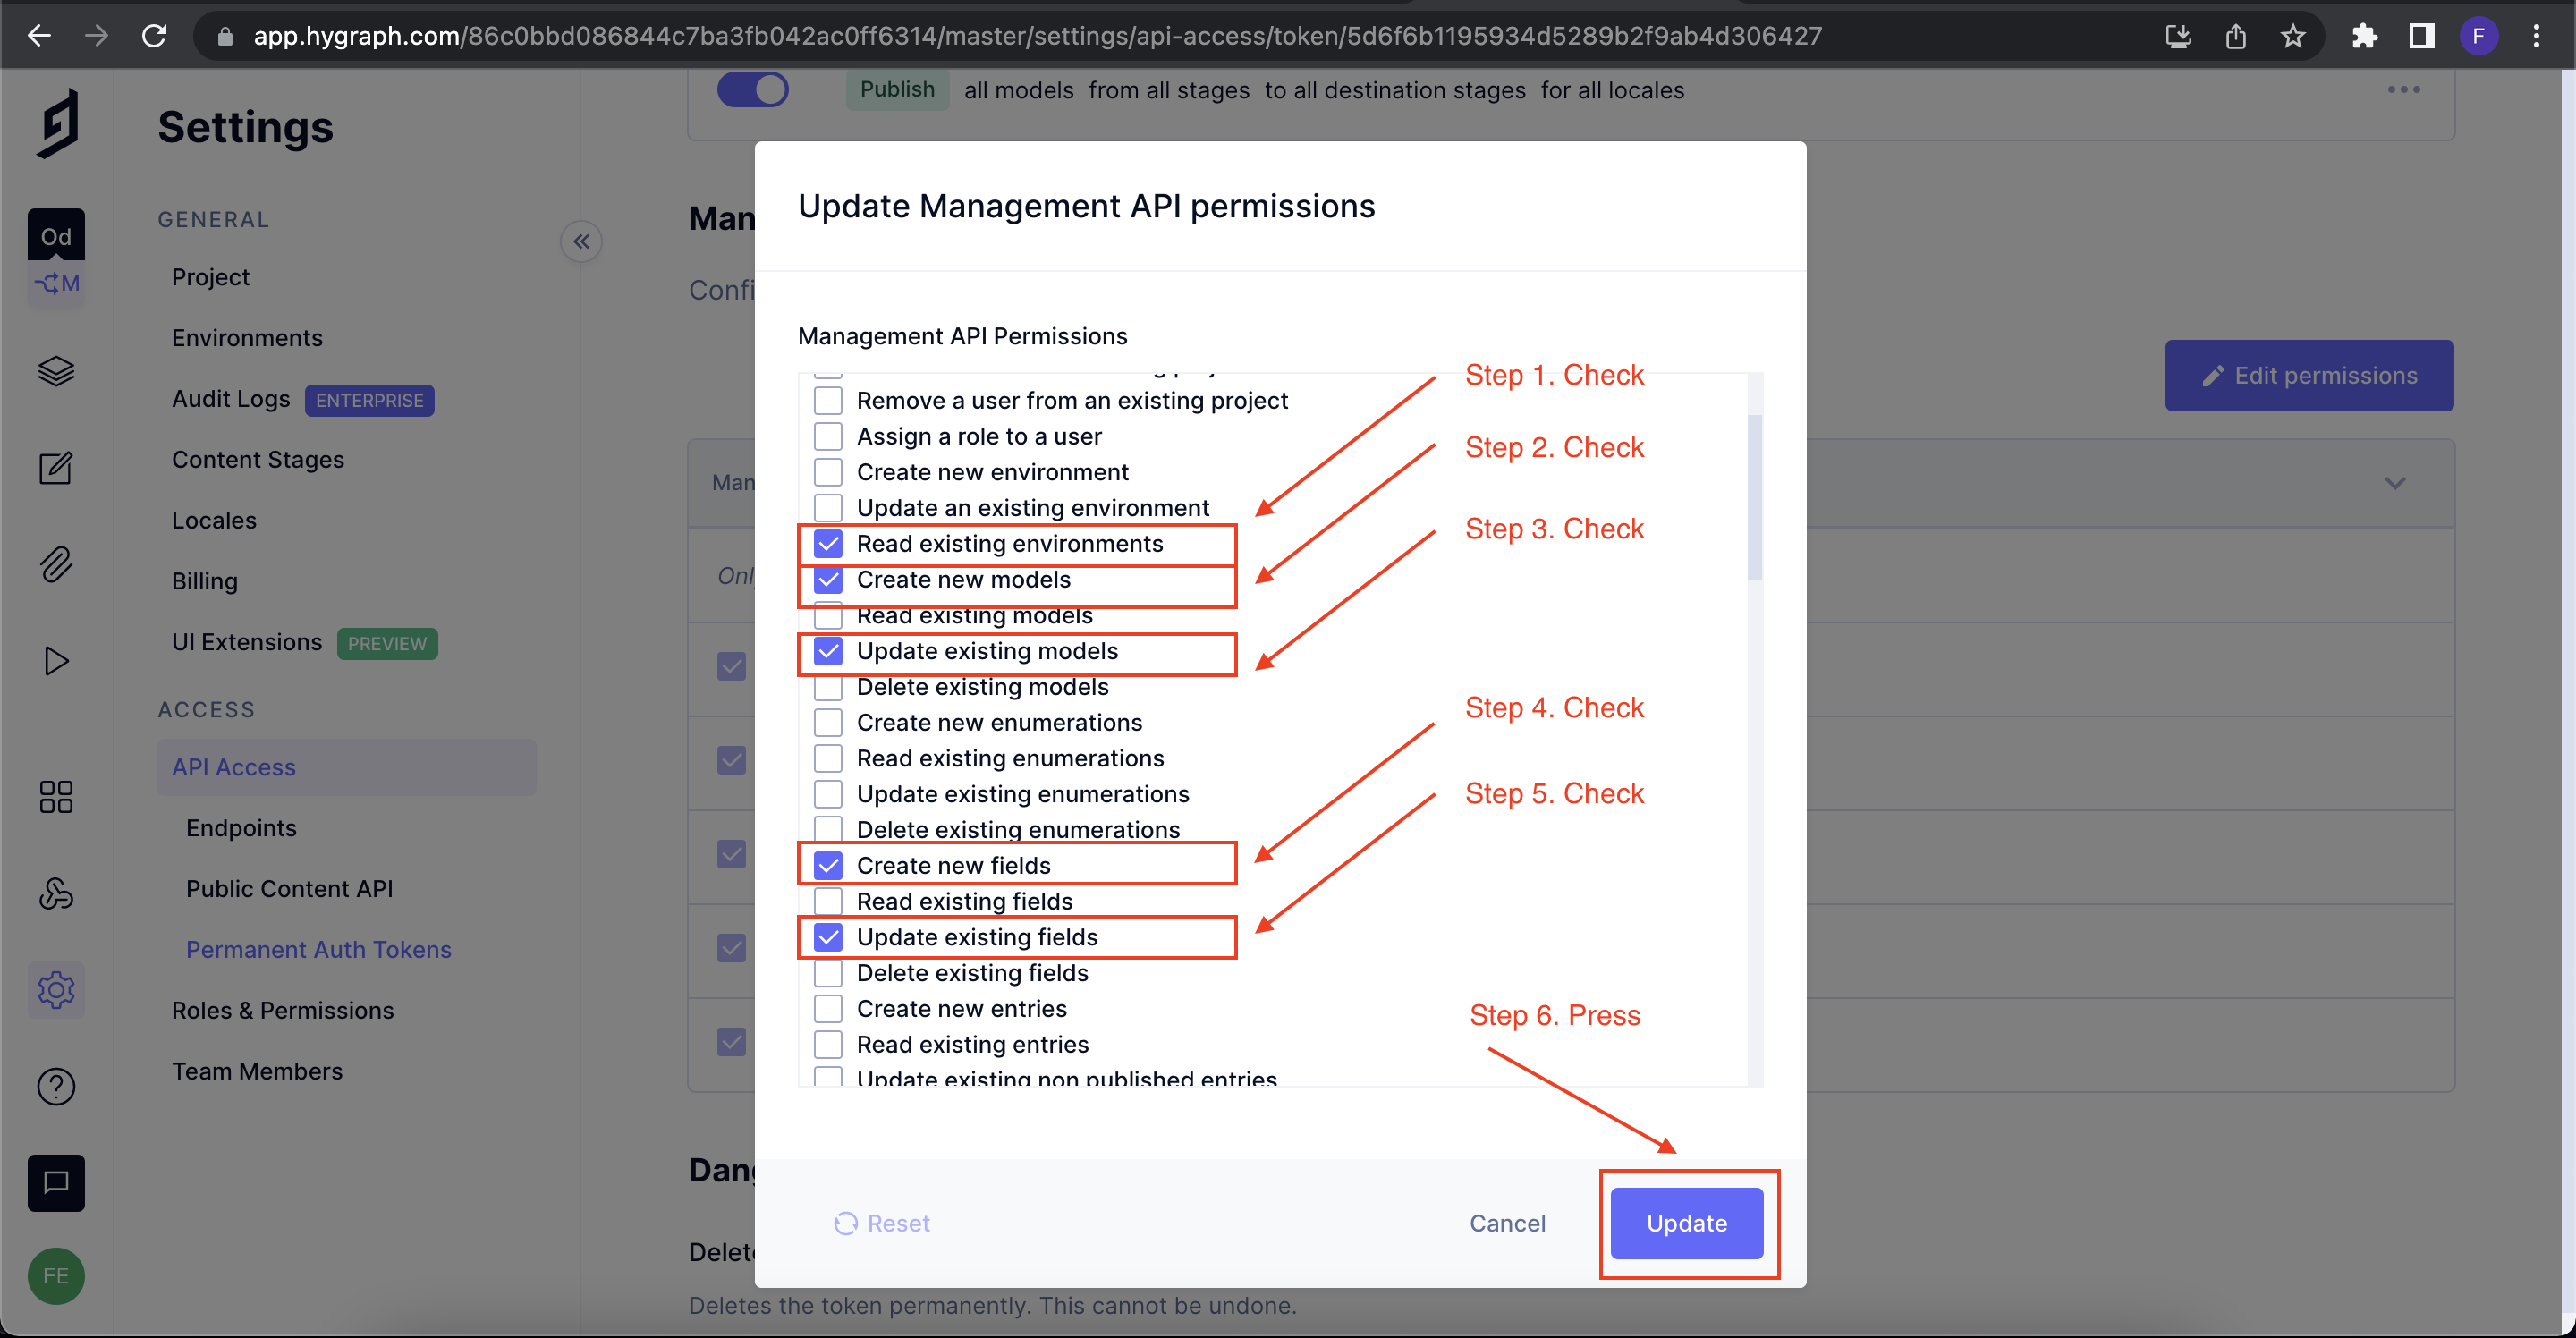 app.hygraph.com/86c0bbd086844c7ba3fb042ac0ff6314/master/settings/api-access/token/5d6f6b1195934d5289b2f9ab4d306427
F
Settings
Od
M
GENERAL
Project
Environments
Audit Logs ENTERPRISE
Content Stages
Locales
Billing
UI Extensions PREVIEW
ACCESS
API Access
Endpoints
Public Content API
Permanent Auth Tokens
Roles & Permissions
Team Members
FE
Publish all models from all stages to all destination stages for all locales
Man
Confi
Edit permissions
Man
Onl
Dang
Delete
Deletes the token permanently. This cannot be undone.
Update Management API permissions
Management API Permissions
Remove a user from an existing project
Assign a role to a user
Create new environment
Update an existing environment
Read existing environments
Create new models
Read existing models
Update existing models
Delete existing models
Create new enumerations
Read existing enumerations
Update existing enumerations
Delete existing enumerations
Create new fields
Read existing fields
Update existing fields
Delete existing fields
Create new entries
Read existing entries
Update existing non published entries
Step 1. Check
Step 2. Check
Step 3. Check
Step 4. Check
Step 5. Check
Step 6. Press
Reset
Cancel
Update